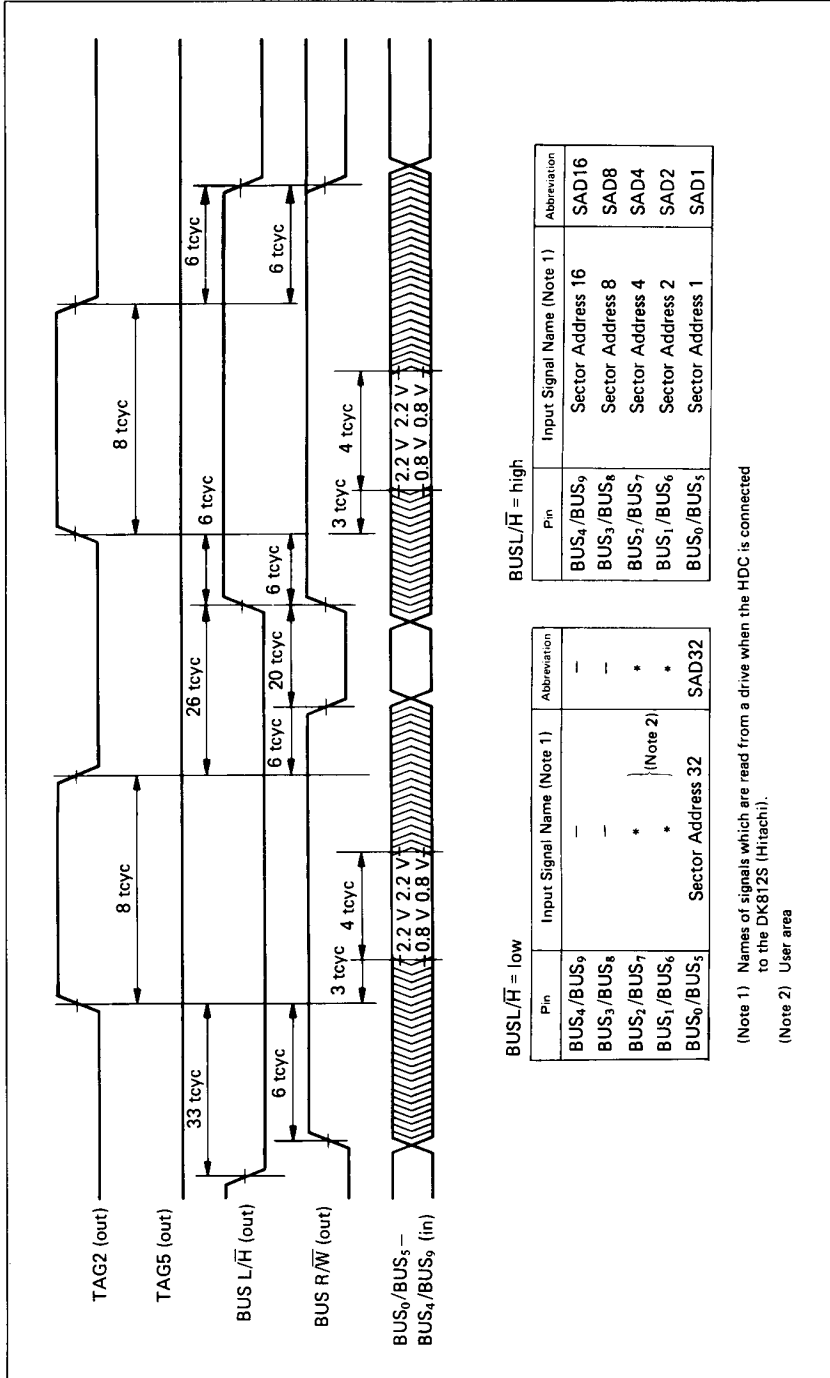 TAG2 (out)
8 tcyc
8 tcyc
TAG5 (out)
33 tcyc
26 tcyc
6 tcyc
6 tcyc
BUS L/H̅ (out)
6 tcyc
6 tcyc
20 tcyc
6 tcyc
6 tcyc
BUS R/W̅ (out)
3 tcyc
4 tcyc
3 tcyc
4 tcyc
BUS₀/BUS₅–
BUS₄/BUS₉ (in)
2.2 V 2.2 V
0.8 V 0.8 V
2.2 V 2.2 V
0.8 V 0.8 V
BUSL/H̅ = low
Pin Input Signal Name (Note 1) Abbreviation
BUS₄/BUS₉ – –
BUS₃/BUS₈ – –
BUS₂/BUS₇ * *
(Note 2)
BUS₁/BUS₆ * *
BUS₀/BUS₅ Sector Address 32 SAD32
BUSL/H̅ = high
Pin Input Signal Name (Note 1) Abbreviation
BUS₄/BUS₉ Sector Address 16 SAD16
BUS₃/BUS₈ Sector Address 8 SAD8
BUS₂/BUS₇ Sector Address 4 SAD4
BUS₁/BUS₆ Sector Address 2 SAD2
BUS₀/BUS₅ Sector Address 1 SAD1
(Note 1) Names of signals which are read from a drive when the HDC is connected
to the DK812S (Hitachi).
(Note 2) User area